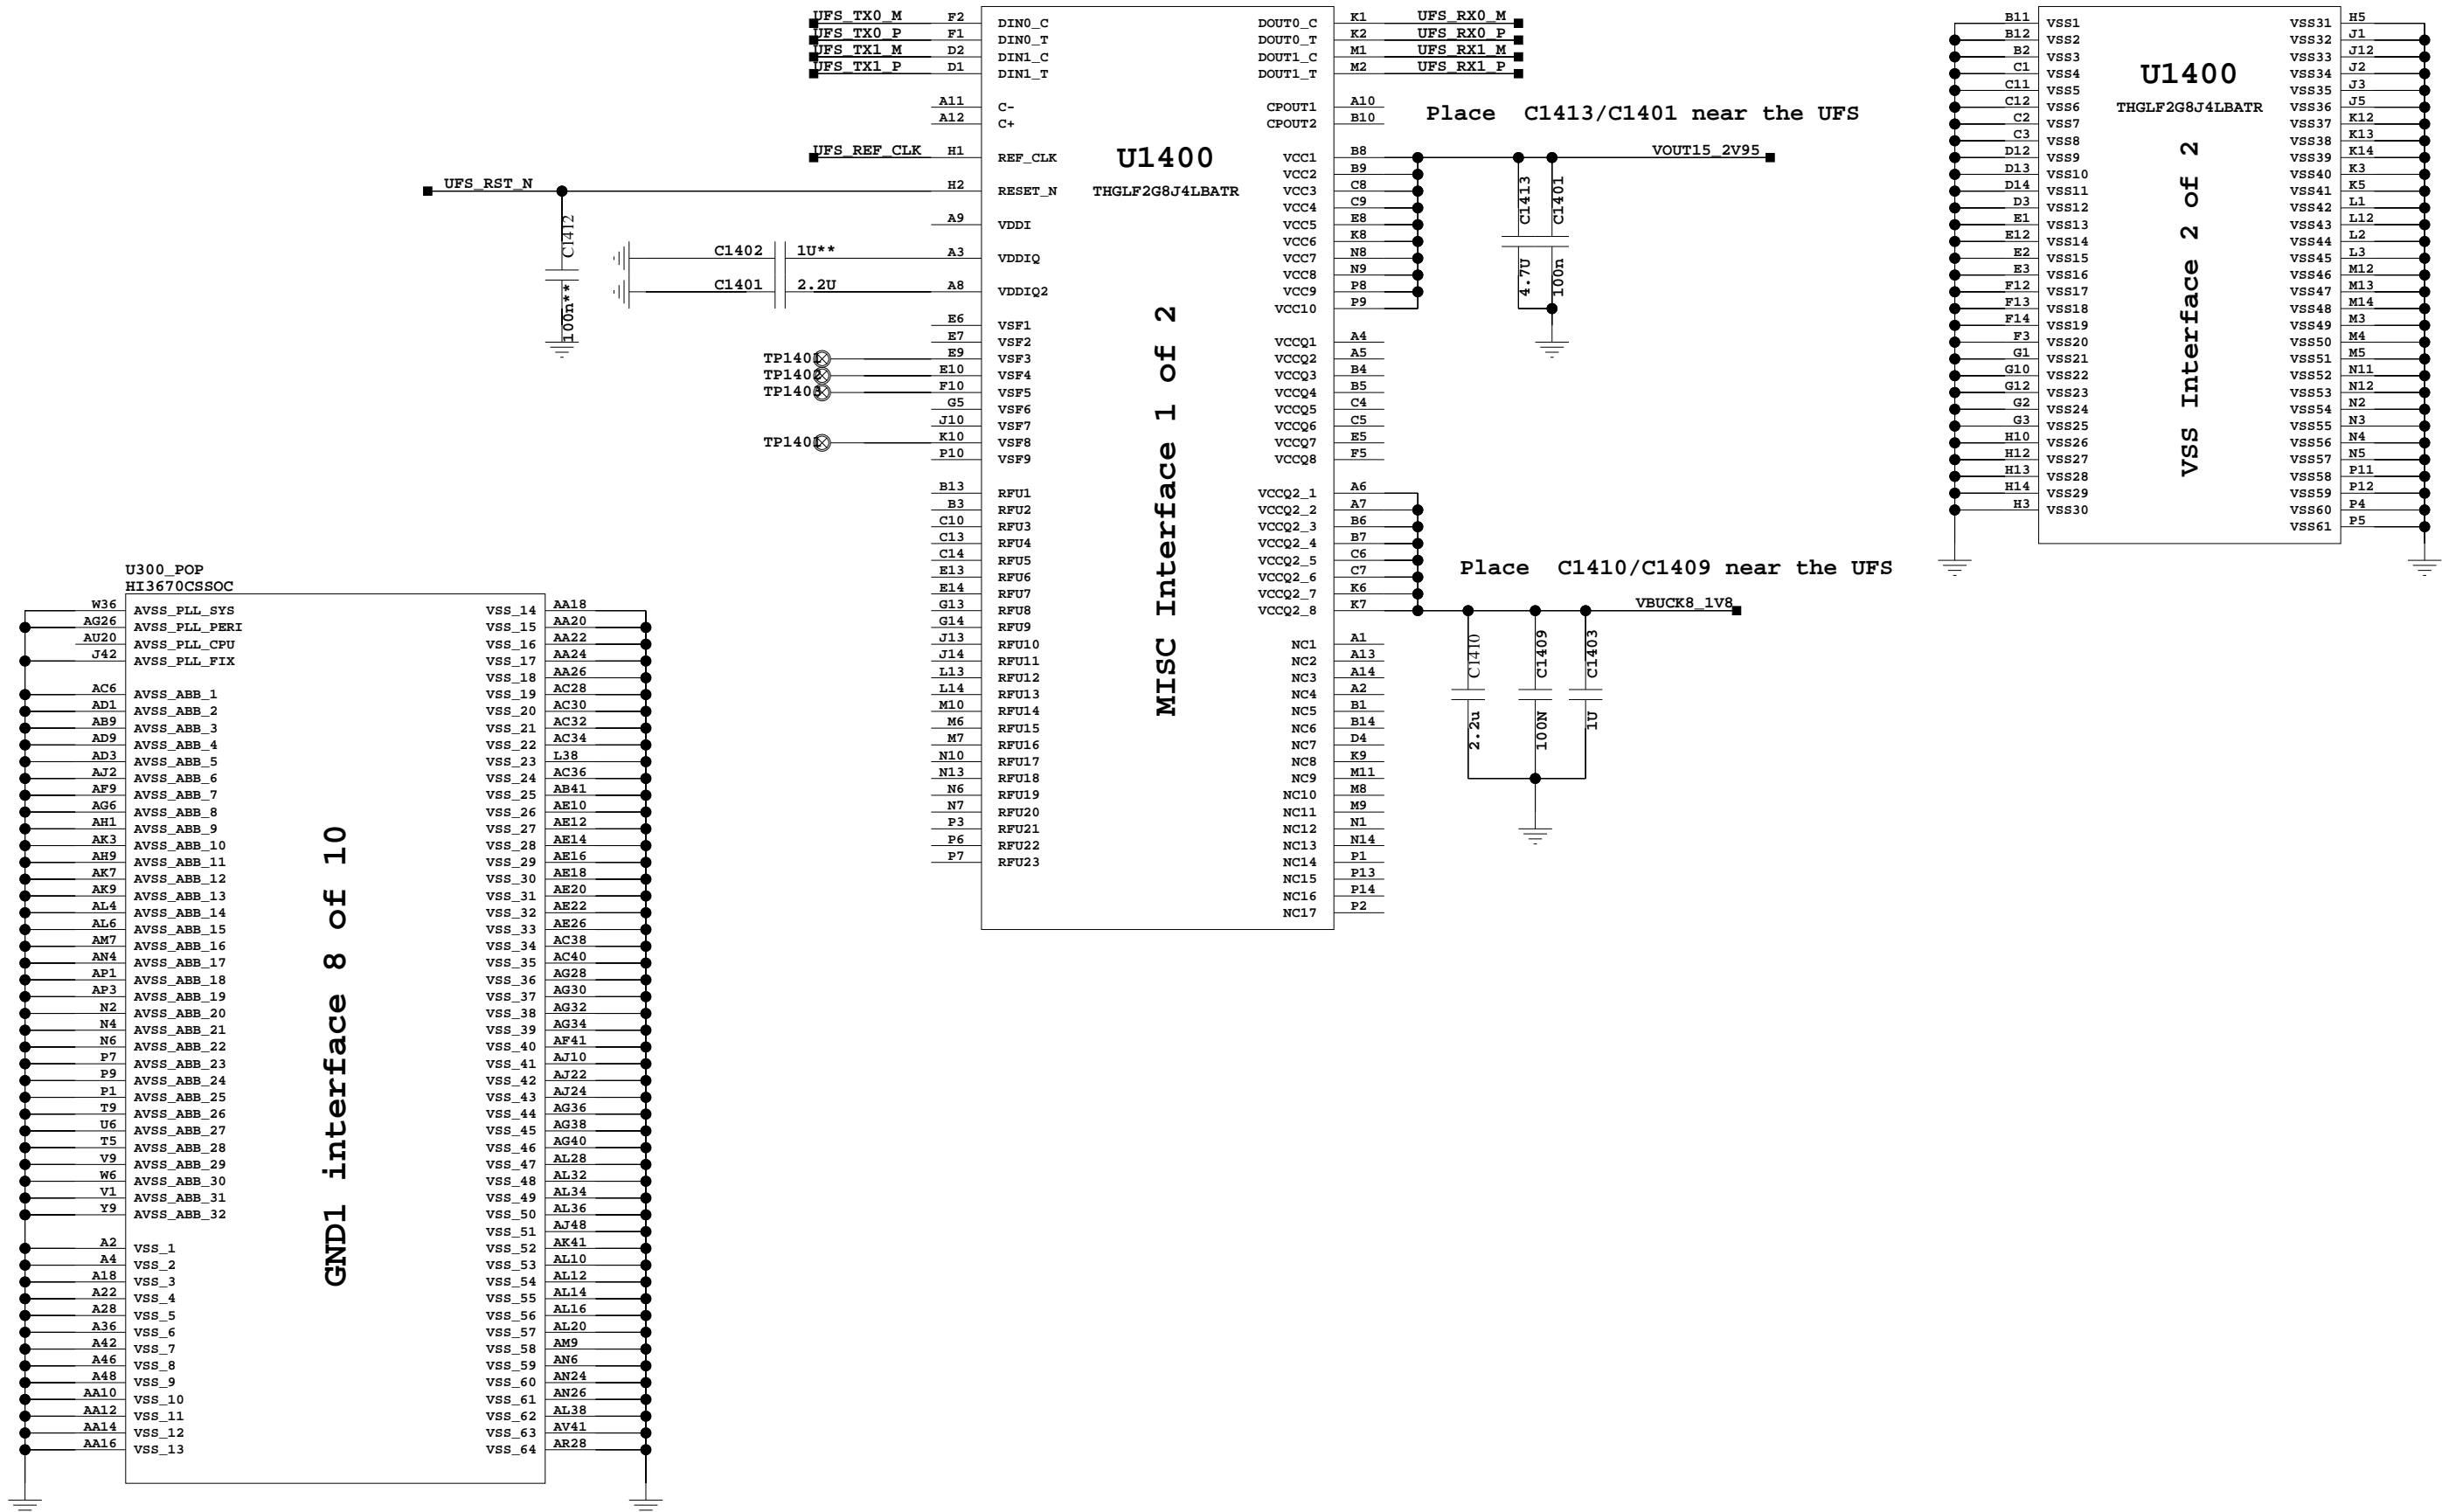 UFS_TX0_M F2 DIN0_C DOUT0_C K1 UFS_RX0_M
UFS_TX0_P F1 DIN0_T DOUT0_T K2 UFS_RX0_P
UFS_TX1_M D2 DIN1_C DOUT1_C M1 UFS_RX1_M
UFS_TX1_P D1 DIN1_T DOUT1_T M2 UFS_RX1_P
A11 C- CPOUT1 A10
A12 C+ CPOUT2 B10
Place C1413/C1401 near the UFS
UFS_REF_CLK H1 REF_CLK U1400 VCC1 B8 VOUT15_2V95
VCC2 B9
UFS_RST_N H2 RESET_N THGLF2G8J4LBATR VCC3 C8
VCC4 C9
A9 VDDI VCC5 E8
VCC6 K8
C1402 1U** A3 VDDIQ VCC7 N8
VCC8 N9
C1401 2.2U A8 VDDIQ2 VCC9 P8
VCC10 P9
C1412
100n**
C1413
4.7U
C1401
100n
E6 VSF1
E7 VSF2 VCCQ1 A4
TP1401 E9 VSF3 VCCQ2 A5
TP1402 E10 VSF4 VCCQ3 B4
TP1403 F10 VSF5 VCCQ4 B5
G5 VSF6 VCCQ5 C4
J10 VSF7 VCCQ6 C5
TP1401 K10 VSF8 VCCQ7 E5
P10 VSF9 VCCQ8 F5
MISC Interface 1 of 2
B13 RFU1 VCCQ2_1 A6
B3 RFU2 VCCQ2_2 A7
C10 RFU3 VCCQ2_3 B6
C13 RFU4 VCCQ2_4 B7
C14 RFU5 VCCQ2_5 C6
E13 RFU6 VCCQ2_6 C7
E14 RFU7 VCCQ2_7 K6
G13 RFU8 VCCQ2_8 K7 VBUCK8_1V8
Place C1410/C1409 near the UFS
G14 RFU9
J13 RFU10 NC1 A1
J14 RFU11 NC2 A13
L13 RFU12 NC3 A14
L14 RFU13 NC4 A2
M10 RFU14 NC5 B1
M6 RFU15 NC6 B14
M7 RFU16 NC7 D4
N10 RFU17 NC8 K9
N13 RFU18 NC9 M11
N6 RFU19 NC10 M8
N7 RFU20 NC11 M9
P3 RFU21 NC12 N1
P6 RFU22 NC13 N14
P7 RFU23 NC14 P1
NC15 P13
NC16 P14
NC17 P2
C1410
2.2u
C1409
100N
C1403
1U
B11 VSS1 VSS31 H5
B12 VSS2 VSS32 J1
B2 VSS3 VSS33 J12
C1 VSS4 U1400 VSS34 J2
C11 VSS5 VSS35 J3
C12 VSS6 THGLF2G8J4LBATR VSS36 J5
C2 VSS7 VSS37 K12
C3 VSS8 VSS38 K13
D12 VSS9 VSS39 K14
D13 VSS10 VSS40 K3
D14 VSS11 VSS41 K5
D3 VSS12 VSS42 L1
E1 VSS13 VSS43 L12
E12 VSS14 VSS44 L2
E2 VSS15 VSS45 L3
E3 VSS16 VSS46 M12
F12 VSS17 VSS47 M13
F13 VSS18 VSS48 M14
F14 VSS19 VSS49 M3
F3 VSS20 VSS50 M4
G1 VSS21 VSS51 M5
G10 VSS22 VSS52 N11
G12 VSS23 VSS53 N12
G2 VSS24 VSS54 N2
G3 VSS25 VSS55 N3
H10 VSS26 VSS56 N4
H12 VSS27 VSS57 N5
H13 VSS28 VSS58 P11
H14 VSS29 VSS59 P12
H3 VSS30 VSS60 P4
VSS61 P5
VSS Interface 2 of 2
U300_POP
HI3670CSSOC
W36 AVSS_PLL_SYS VSS_14 AA18
AG26 AVSS_PLL_PERI VSS_15 AA20
AU20 AVSS_PLL_CPU VSS_16 AA22
J42 AVSS_PLL_FIX VSS_17 AA24
VSS_18 AA26
AC6 AVSS_ABB_1 VSS_19 AC28
AD1 AVSS_ABB_2 VSS_20 AC30
AB9 AVSS_ABB_3 VSS_21 AC32
AD9 AVSS_ABB_4 VSS_22 AC34
AD3 AVSS_ABB_5 VSS_23 L38
AJ2 AVSS_ABB_6 VSS_24 AC36
AF9 AVSS_ABB_7 VSS_25 AB41
AG6 AVSS_ABB_8 VSS_26 AE10
AH1 AVSS_ABB_9 VSS_27 AE12
AK3 AVSS_ABB_10 VSS_28 AE14
AH9 AVSS_ABB_11 VSS_29 AE16
AK7 AVSS_ABB_12 VSS_30 AE18
AK9 AVSS_ABB_13 VSS_31 AE20
AL4 AVSS_ABB_14 VSS_32 AE22
AL6 AVSS_ABB_15 VSS_33 AE26
AM7 AVSS_ABB_16 VSS_34 AC38
AN4 AVSS_ABB_17 VSS_35 AC40
AP1 AVSS_ABB_18 VSS_36 AG28
AP3 AVSS_ABB_19 VSS_37 AG30
N2 AVSS_ABB_20 VSS_38 AG32
N4 AVSS_ABB_21 VSS_39 AG34
N6 AVSS_ABB_22 VSS_40 AF41
P7 AVSS_ABB_23 VSS_41 AJ10
P9 AVSS_ABB_24 VSS_42 AJ22
P1 AVSS_ABB_25 VSS_43 AJ24
T9 AVSS_ABB_26 VSS_44 AG36
U6 AVSS_ABB_27 VSS_45 AG38
T5 AVSS_ABB_28 VSS_46 AG40
V9 AVSS_ABB_29 VSS_47 AL28
W6 AVSS_ABB_30 VSS_48 AL32
V1 AVSS_ABB_31 VSS_49 AL34
Y9 AVSS_ABB_32 VSS_50 AL36
VSS_51 AJ48
A2 VSS_1 VSS_52 AK41
A4 VSS_2 VSS_53 AL10
A18 VSS_3 VSS_54 AL12
A22 VSS_4 VSS_55 AL14
A28 VSS_5 VSS_56 AL16
A36 VSS_6 VSS_57 AL20
A42 VSS_7 VSS_58 AM9
A46 VSS_8 VSS_59 AN6
A48 VSS_9 VSS_60 AN24
AA10 VSS_10 VSS_61 AN26
AA12 VSS_11 VSS_62 AL38
AA14 VSS_12 VSS_63 AV41
AA16 VSS_13 VSS_64 AR28
GND1 interface 8 of 10